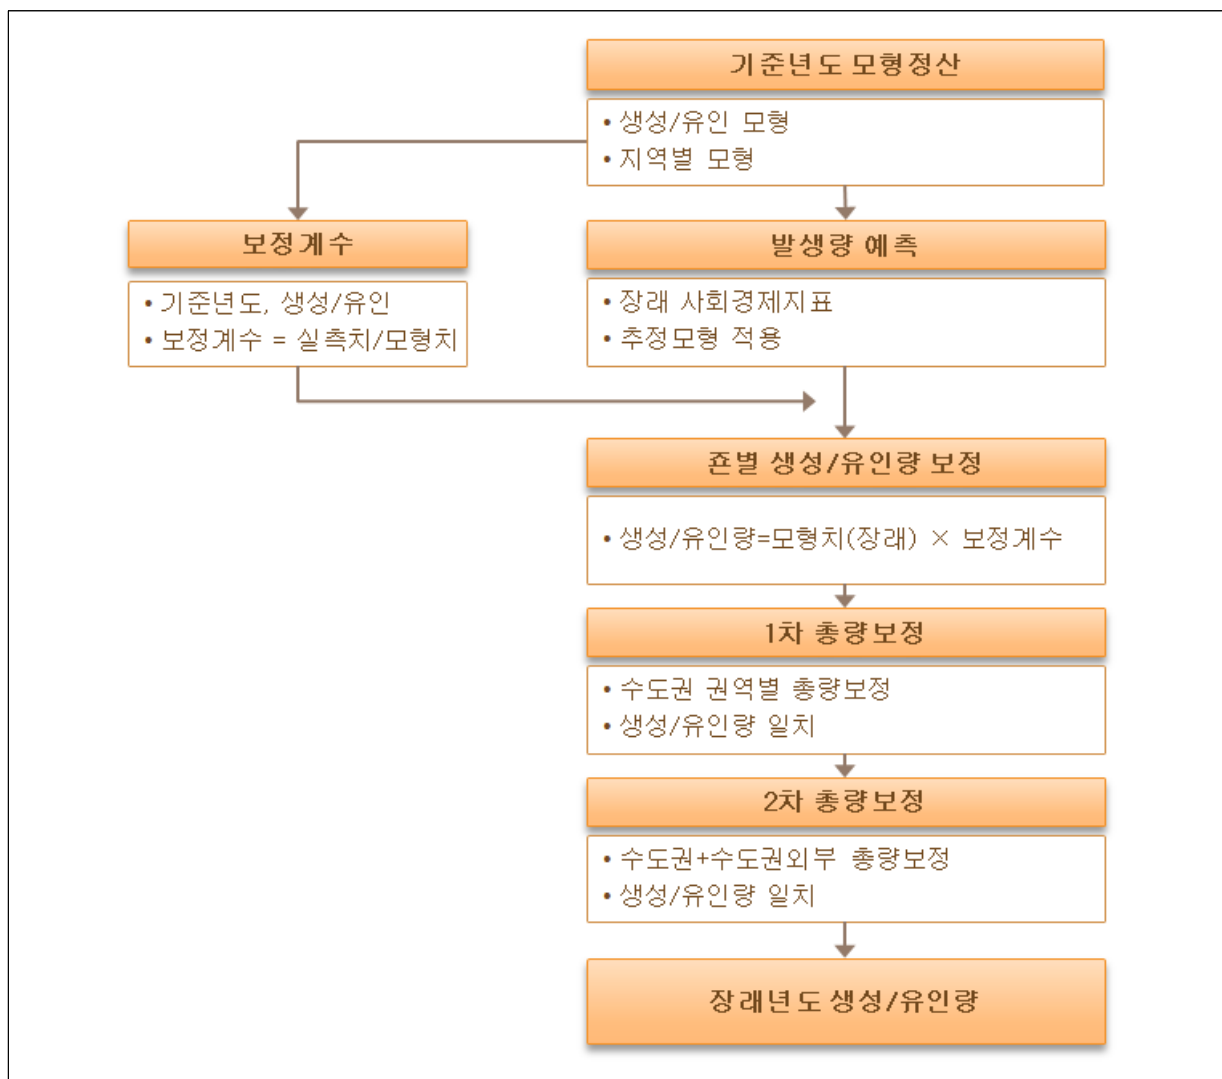 기준년도 모형정산
• 생성/유인 모형
• 지역별 모형
보정계수
• 기준년도, 생성/유인
• 보정계수 = 실측치/모형치
발생량 예측
• 장래 사회경제지표
• 추정모형 적용
죤별 생성/유인량 보정
• 생성/유인량=모형치(장래) × 보정계수
1차 총량보정
• 수도권 권역별 총량보정
• 생성/유인량 일치
2차 총량보정
• 수도권+수도권외부 총량보정
• 생성/유인량 일치
장래년도 생성/유인량